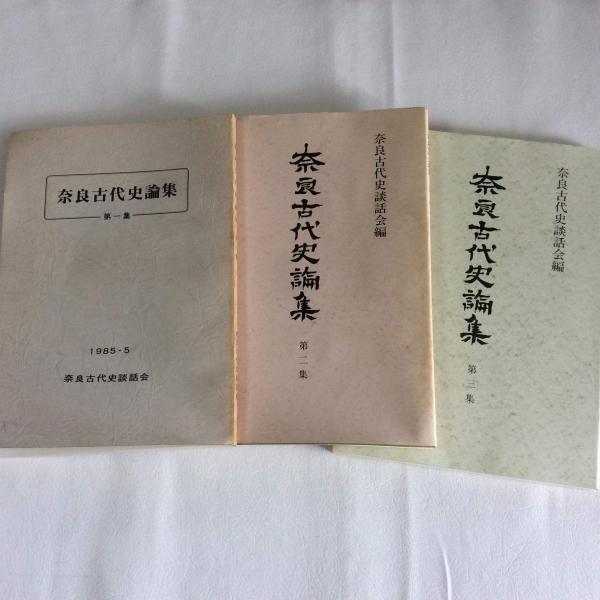 奈良古代史論集
第一集
1985・5
奈良古代史談話会
奈良古代史談話会編
奈良古代史論集
第二集
奈良古代史談話会編
奈良古代史論集
第三集